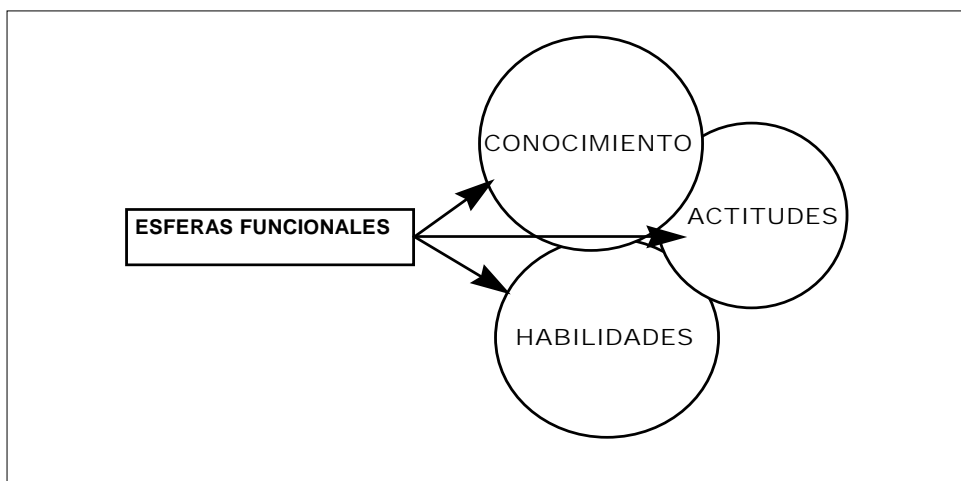 CONOCIMIENTO
ACTITUDES
ESFERAS FUNCIONALES
HABILIDADES